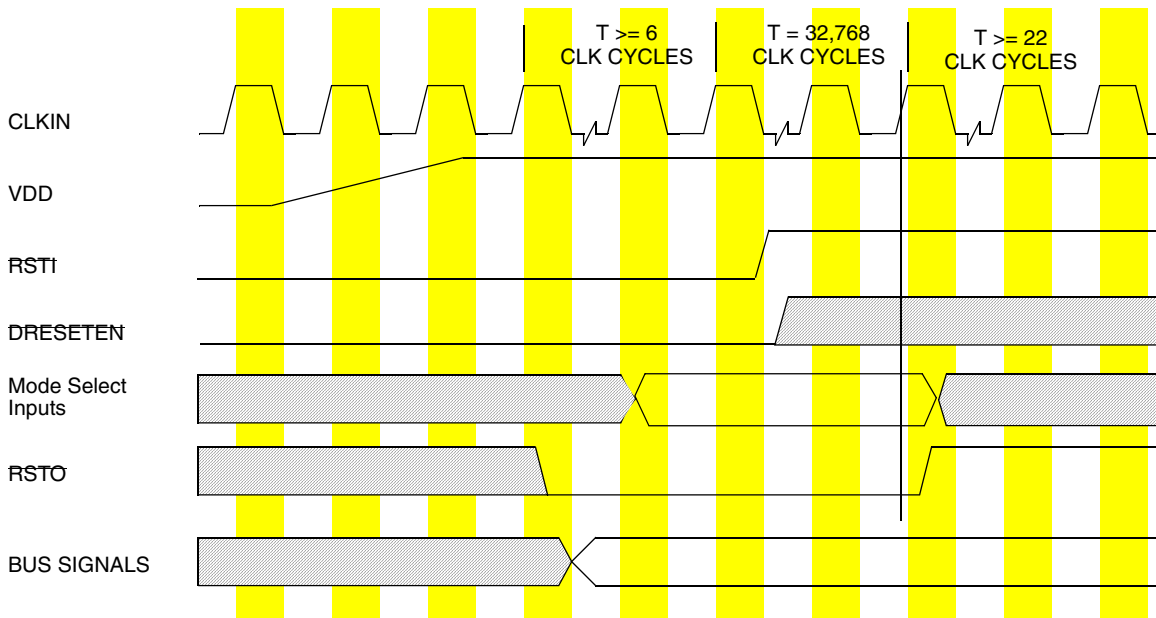 T >= 6
CLK CYCLES
T = 32,768
CLK CYCLES
T >= 22
CLK CYCLES
CLKIN
VDD
RSTI
DRESETEN
Mode Select
Inputs
RSTO
BUS SIGNALS